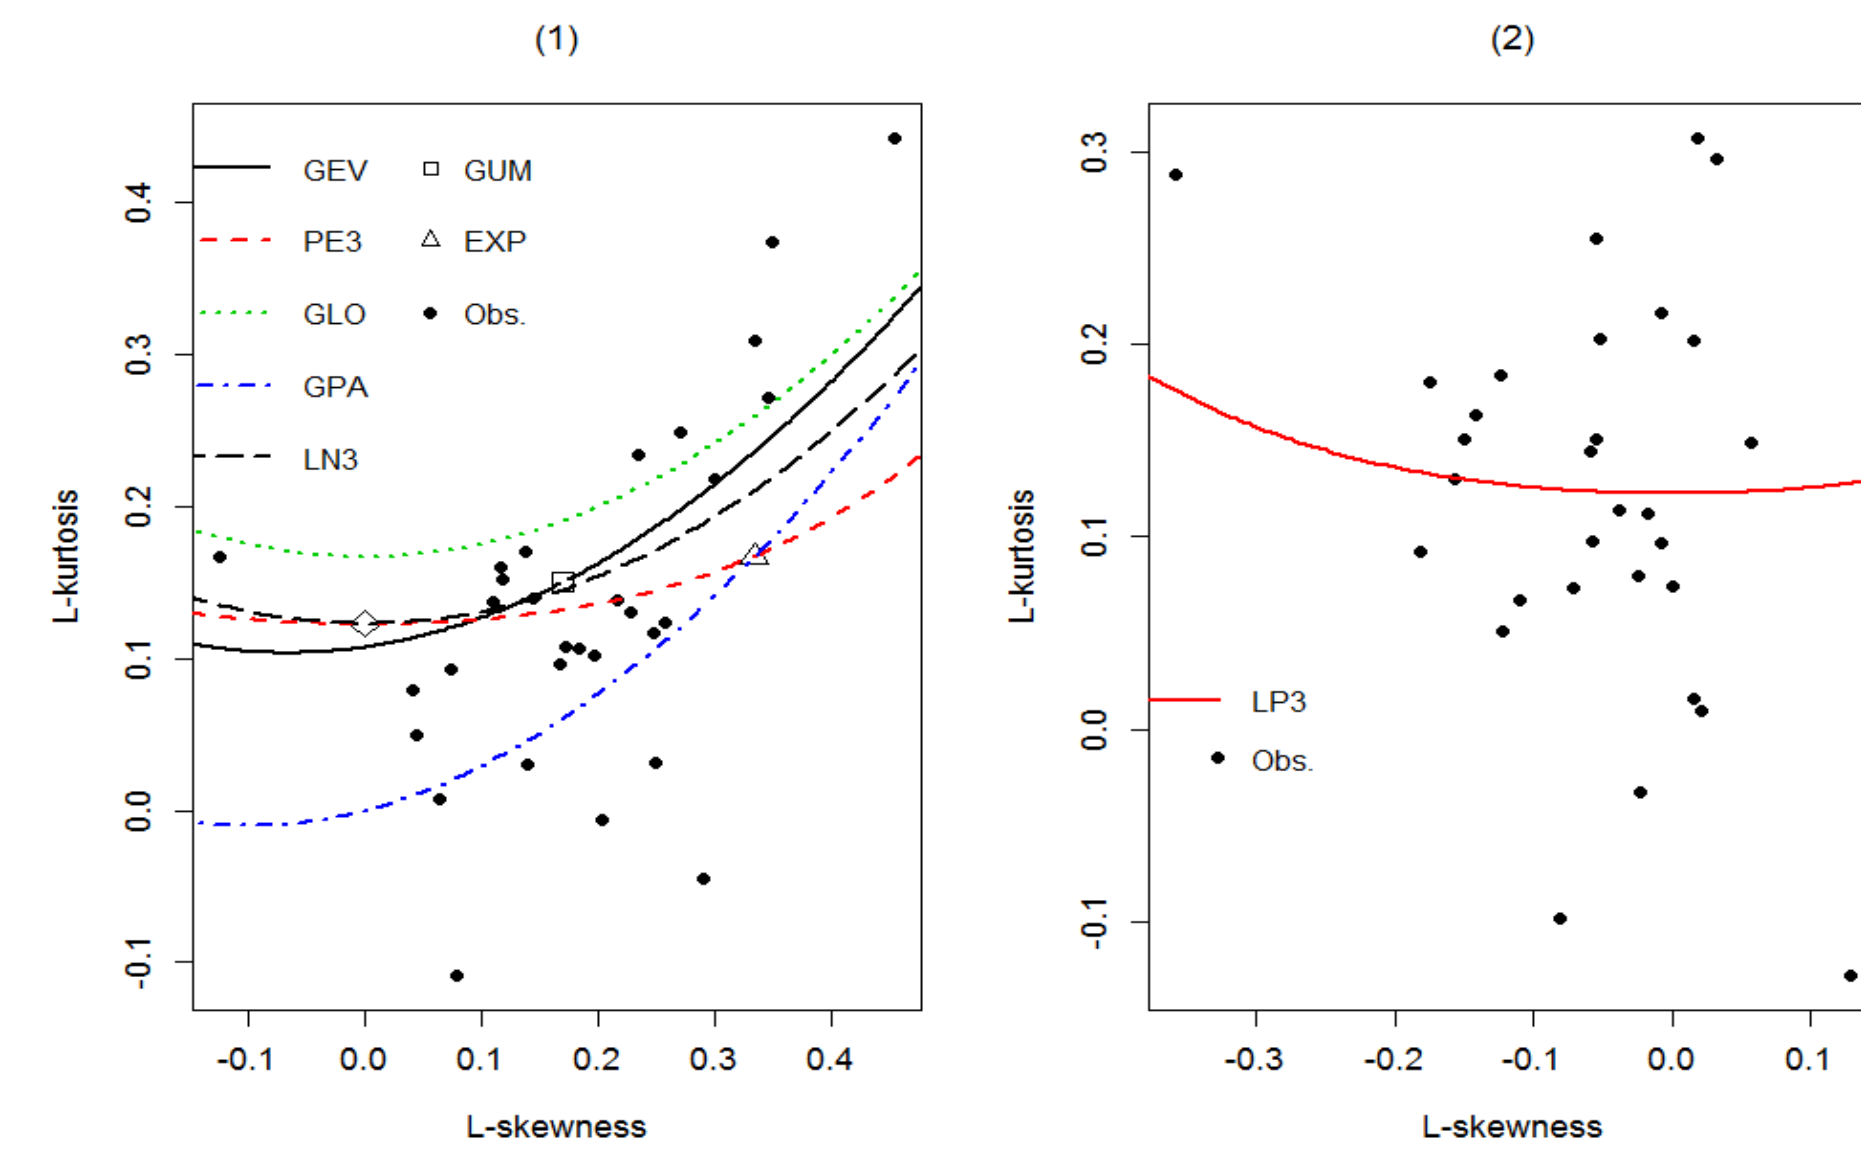 (1)
GEV
GUM
PE3
EXP
GLO
Obs.
GPA
LN3
L-kurtosis
0.4
0.3
0.2
0.1
0.0
-0.1
-0.1 0.0 0.1 0.2 0.3 0.4
L-skewness
(2)
L-kurtosis
0.3
0.2
0.1
0.0
-0.1
LP3
Obs.
-0.3 -0.2 -0.1 0.0 0.1
L-skewness